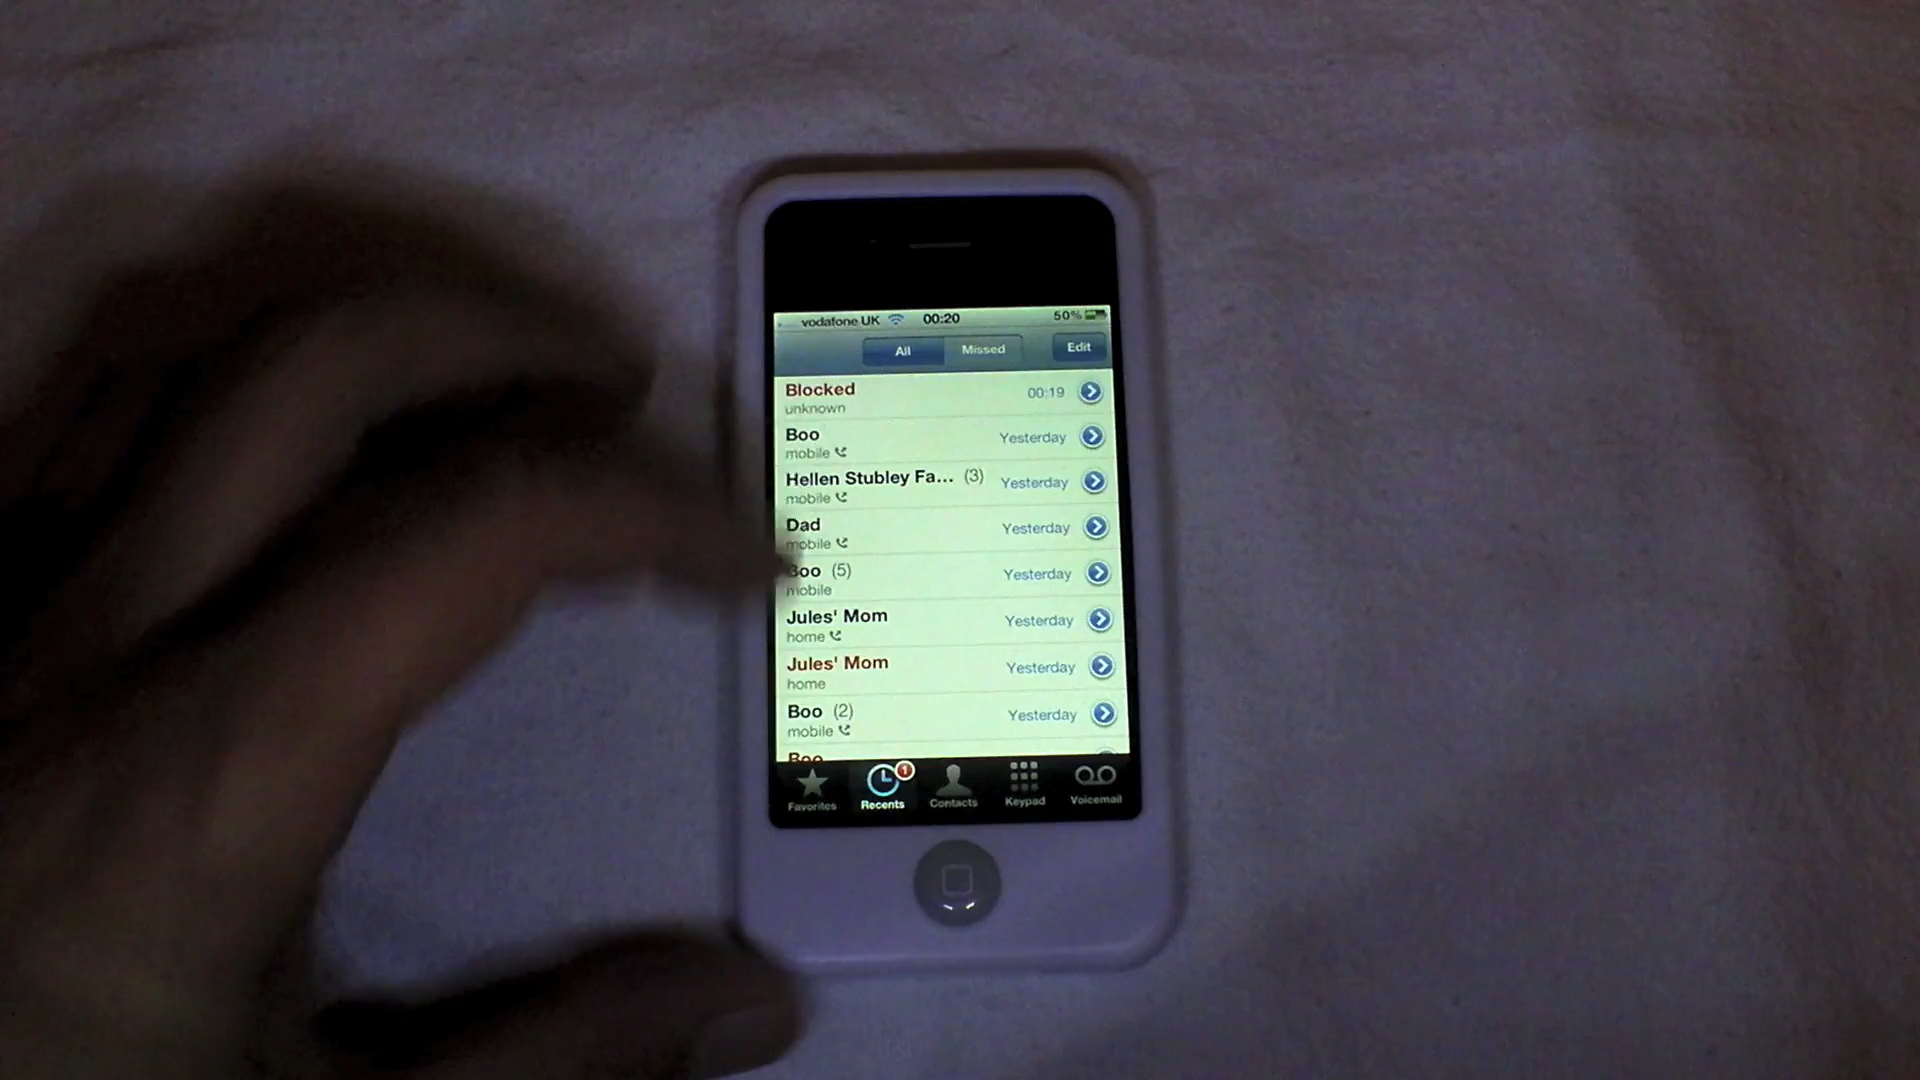 vodafone UK 00:20 50%
All Missed Edit
Blocked 00:19
unknown
Boo Yesterday
mobile
Hellen Stubley Fa... (3) Yesterday
mobile
Dad Yesterday
mobile
Boo (5) Yesterday
mobile
Jules' Mom Yesterday
home
Jules' Mom Yesterday
home
Boo (2) Yesterday
mobile
Boo
1
Favorites Recents Contacts Keypad Voicemail